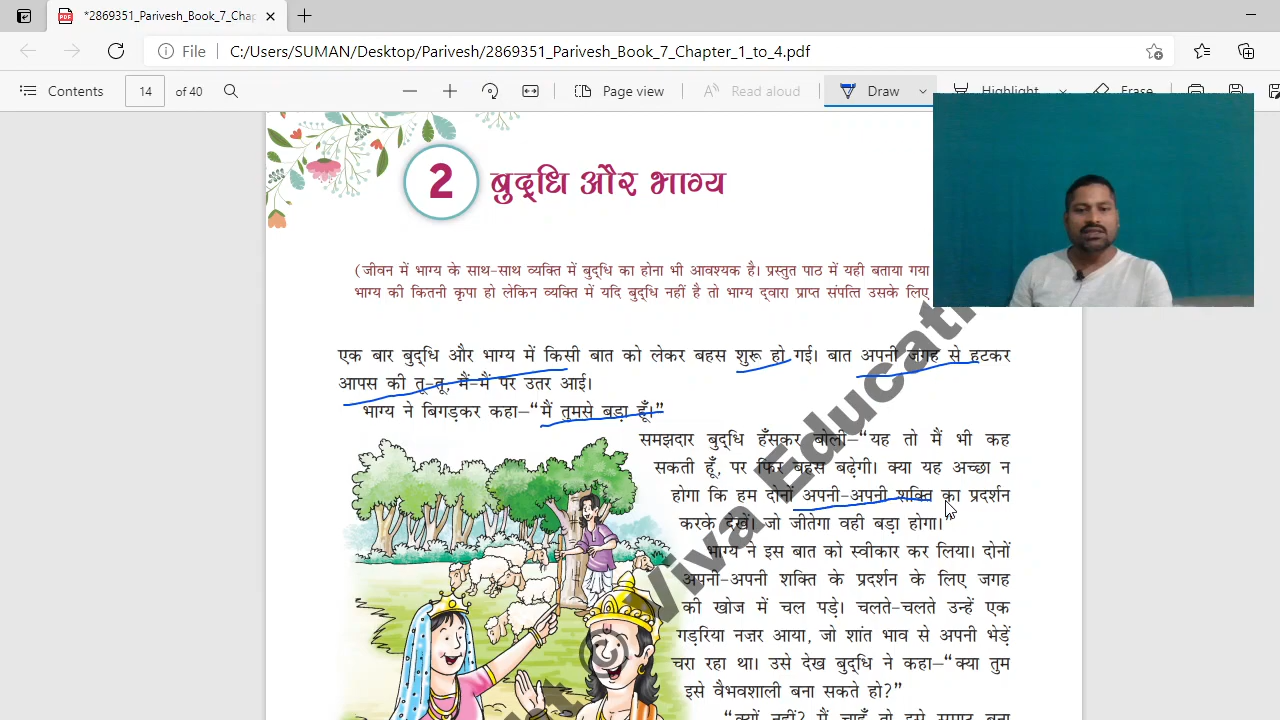 *2869351_Parivesh_Book_7_Chap
File
C:/Users/SUMAN/Desktop/Parivesh/2869351_Parivesh_Book_7_Chaptr_1_to_4.pdf
Contents
14
of 40
Page view
Read aloud
Draw
Highlight
Erase
2
बुद्धि और भाग्य
(जीवन में भाग्य के साथ-साथ व्यक्ति में बुद्धि का होना भी आवश्यक है। प्रस्तुत पाठ में यही बताया गया
भाग्य की कितनी कृपा हो लेकिन व्यक्ति में यदि बुद्धि नहीं है तो भाग्य द्वारा प्राप्त संपत्ति उसके लिए
एक बार बुद्धि और भाग्य में किसी बात को लेकर बहस शुरू हो गई। बात अपनी जगह से हटकर
आपस की तू-तू, मैं-मैं पर उतर आई।
भाग्य ने बिगड़कर कहा–“मैं तुमसे बड़ा हूँ।”
समझदार बुद्धि हँसकर बोली–“यह तो मैं भी कह
सकती हूँ, पर फिर बहस बढ़ेगी। क्या यह अच्छा न
होगा कि हम दोनों अपनी-अपनी शक्ति का प्रदर्शन
करके देखें। जो जीतेगा वही बड़ा होगा।”
भाग्य ने इस बात को स्वीकार कर लिया। दोनों
अपनी-अपनी शक्ति के प्रदर्शन के लिए जगह
की खोज में चल पड़े। चलते-चलते उन्हें एक
गड़रिया नज़र आया, जो शांत भाव से अपनी भेड़ें
चरा रहा था। उसे देख बुद्धि ने कहा–“क्या तुम
इसे वैभवशाली बना सकते हो?”
“क्यों नहीं? मैं चाहूँ तो इसे सम्राट बना
Viva Educati